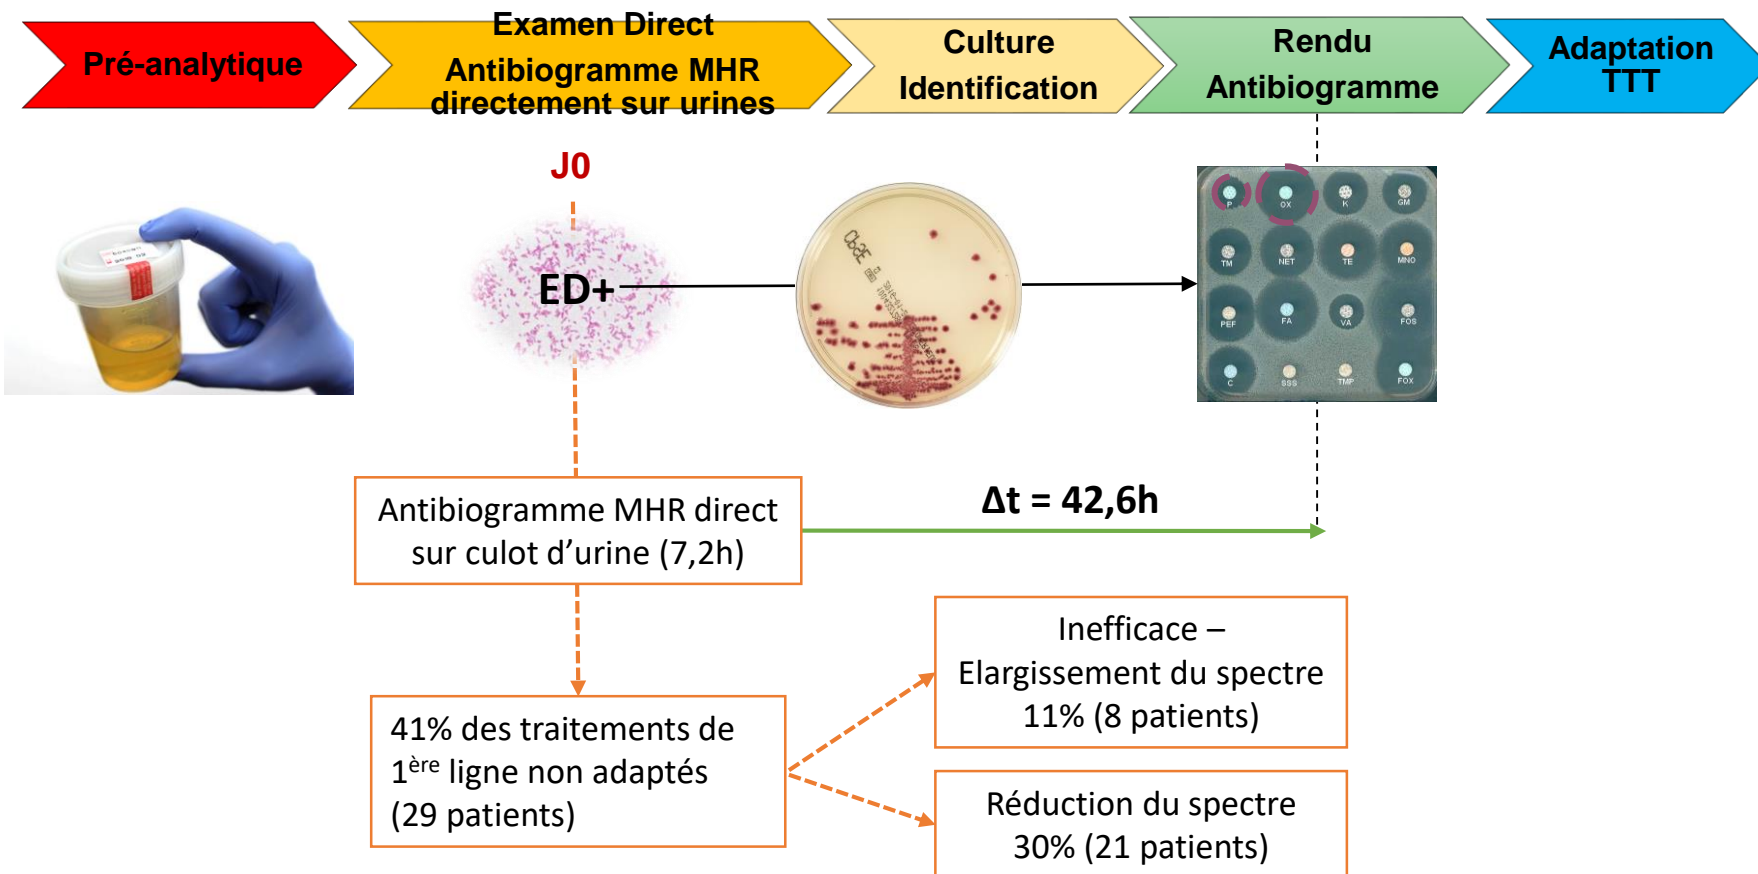 Pré-analytique
Examen Direct
Antibiogramme MHR
directement sur urines
Culture
Identification
Rendu
Antibiogramme
Adaptation
TTT
J0
ED+
P
OX
K
GM
TM
NET
TE
MNO
PEF
FA
VA
FOS
C
SSS
TMP
FOX
Antibiogramme MHR direct
sur culot d'urine (7,2h)
Δt = 42,6h
41% des traitements de
1ère ligne non adaptés
(29 patients)
Inefficace –
Elargissement du spectre
11% (8 patients)
Réduction du spectre
30% (21 patients)